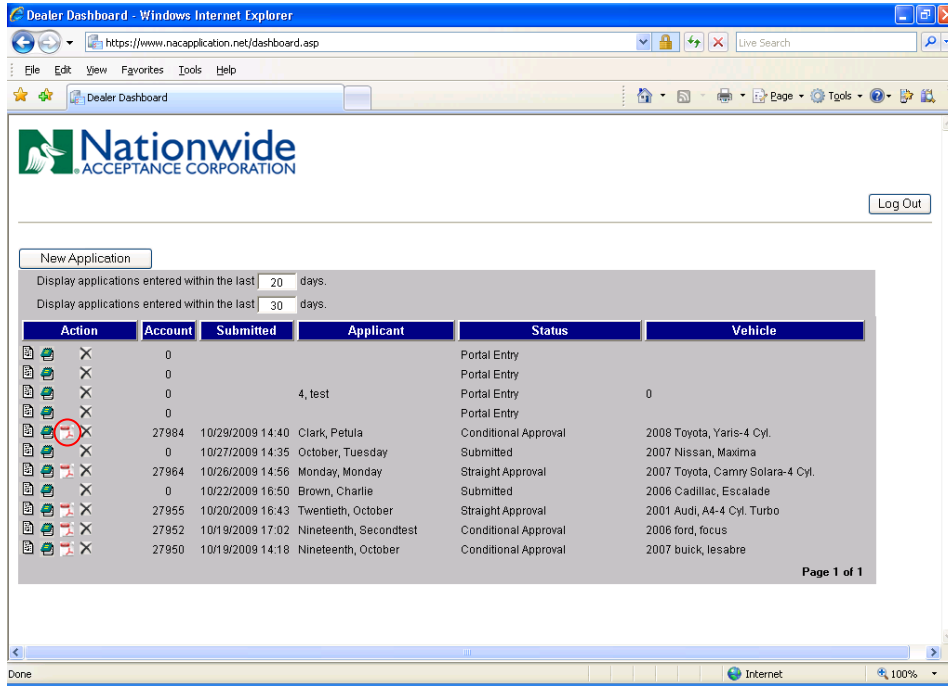 Dealer Dashboard - Windows Internet Explorer
https://www.nacapplication.net/dashboard.asp
Live Search
File Edit View Favorites Tools Help
Dealer Dashboard
Page Tools
Nationwide
ACCEPTANCE CORPORATION
Log Out
New Application
Display applications entered within the last 20 days.
Display applications entered within the last 30 days.
Action Account Submitted Applicant Status Vehicle
0 Portal Entry
0 Portal Entry
0 4, test Portal Entry 0
0 Portal Entry
27984 10/29/2009 14:40 Clark, Petula Conditional Approval 2008 Toyota, Yaris-4 Cyl.
0 10/27/2009 14:35 October, Tuesday Submitted 2007 Nissan, Maxima
27964 10/26/2009 14:56 Monday, Monday Straight Approval 2007 Toyota, Camry Solara-4 Cyl.
0 10/22/2009 16:50 Brown, Charlie Submitted 2006 Cadillac, Escalade
27955 10/20/2009 16:43 Twentieth, October Straight Approval 2001 Audi, A4-4 Cyl. Turbo
27952 10/19/2009 17:02 Nineteenth, Secondtest Conditional Approval 2006 ford, focus
27950 10/19/2009 14:18 Nineteenth, October Conditional Approval 2007 buick, lesabre
Page 1 of 1
Done Internet 100%